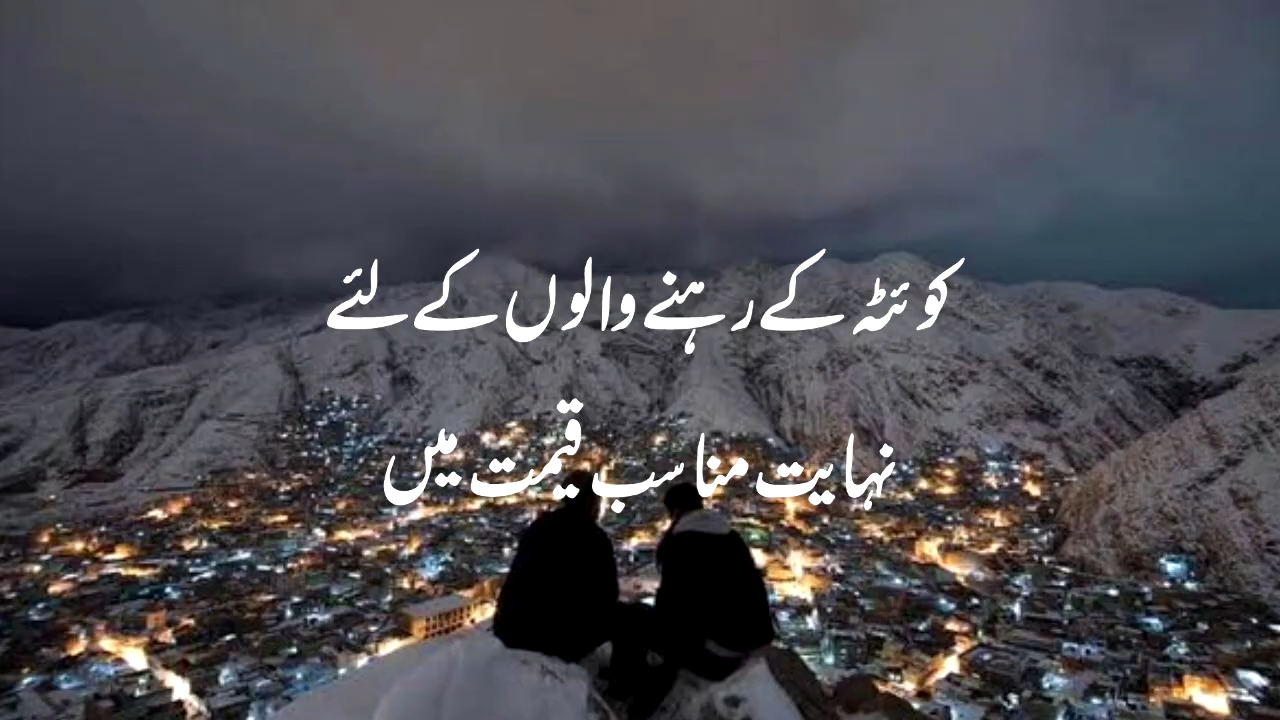 کوئٹہ کے رہنے والوں کے لئے
نہایت مناسب قیمت میں